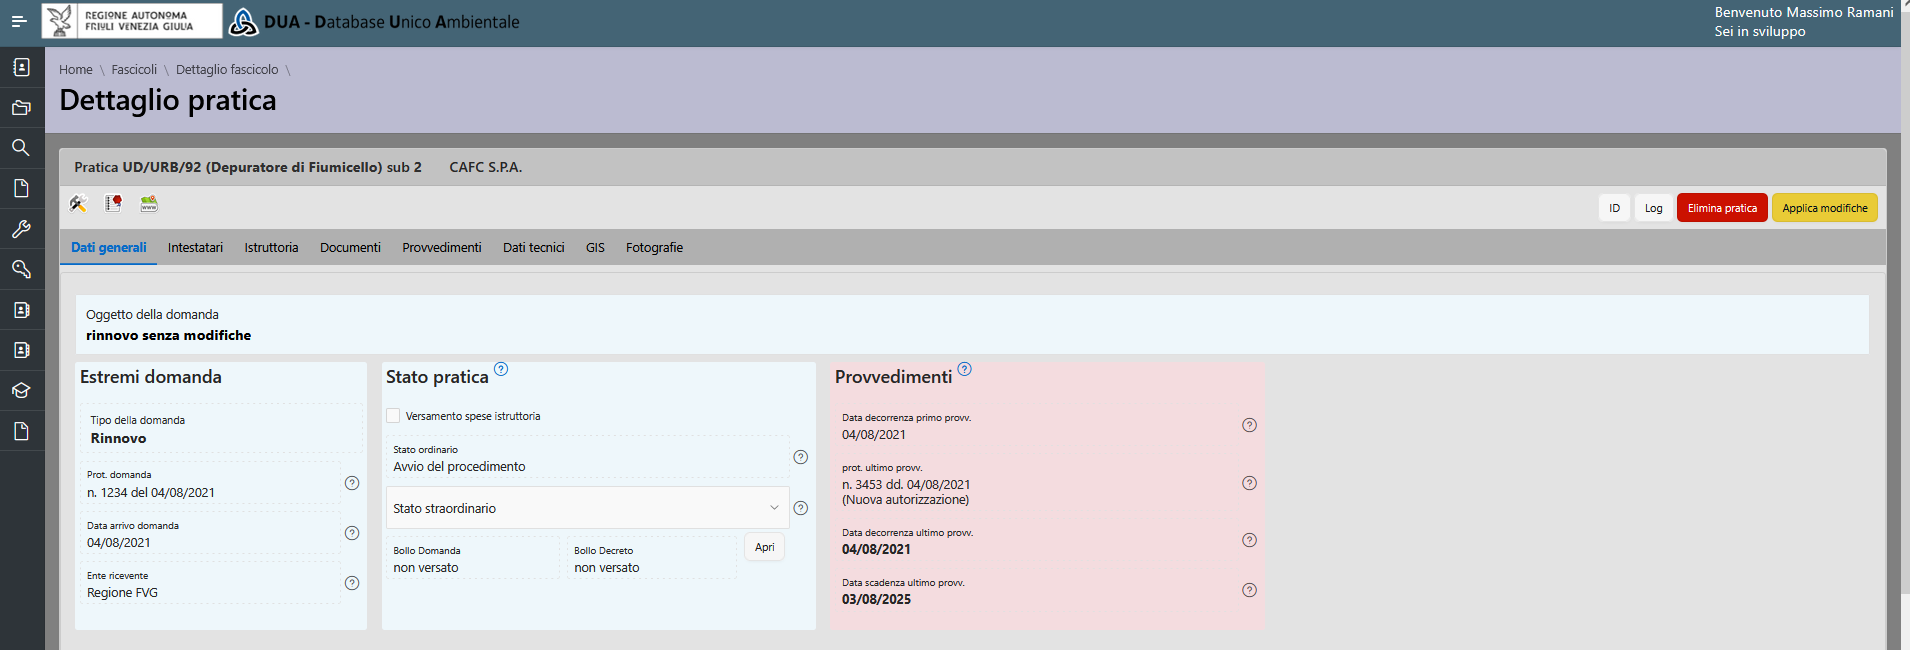 REGIONE AUTONOMA
FRIULI VENEZIA GIULIA
DUA - Database Unico Ambientale
Benvenuto Massimo Ramani
Sei in sviluppo
Home \ Fascicoli \ Dettaglio fascicolo \
Dettaglio pratica
Pratica UD/URB/92 (Depuratore di Fiumicello) sub 2 CAFC S.P.A.
ID Log Elimina pratica Applica modifiche
Dati generali Intestatari Istruttoria Documenti Provvedimenti Dati tecnici GIS Fotografie
Oggetto della domanda
rinnovo senza modifiche
Estremi domanda
Tipo della domanda
Rinnovo
Prot. domanda
n. 1234 del 04/08/2021
Data arrivo domanda
04/08/2021
Ente ricevente
Regione FVG
Stato pratica
Versamento spese istruttoria
Stato ordinario
Avvio del procedimento
Stato straordinario
Bollo Domanda
non versato
Bollo Decreto
non versato
Apri
Provvedimenti
Data decorrenza primo provv.
04/08/2021
prot. ultimo provv.
n. 3453 dd. 04/08/2021
(Nuova autorizzazione)
Data decorrenza ultimo provv.
04/08/2021
Data scadenza ultimo provv.
03/08/2025